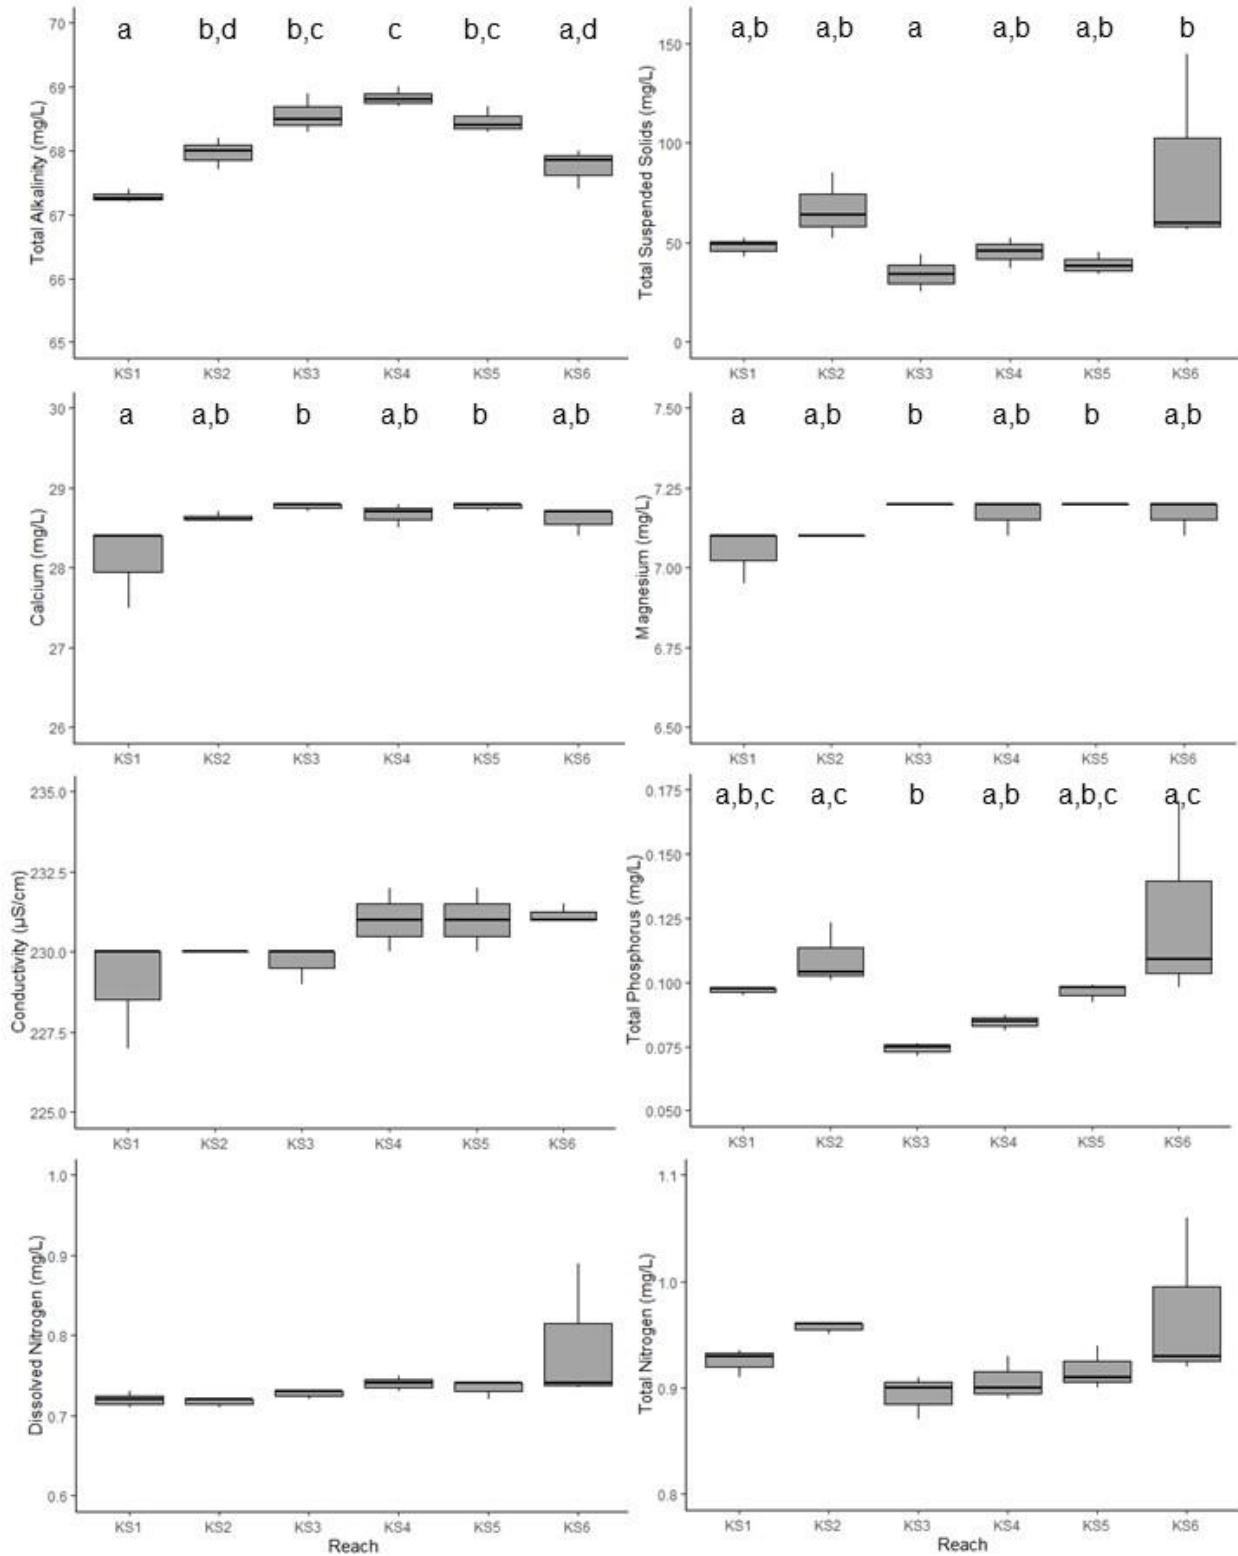 Total Alkalinity (mg/L)
70
69
68
67
66
65
a
b,d
b,c
c
b,c
a,d
KS1 KS2 KS3 KS4 KS5 KS6
Total Suspended Solids (mg/L)
150
100
50
0
a,b
a,b
a
a,b
a,b
b
KS1 KS2 KS3 KS4 KS5 KS6
Calcium (mg/L)
30
29
28
27
26
a
a,b
b
a,b
b
a,b
KS1 KS2 KS3 KS4 KS5 KS6
Magnesium (mg/L)
7.50
7.25
7.00
6.75
6.50
a
a,b
b
a,b
b
a,b
KS1 KS2 KS3 KS4 KS5 KS6
Conductivity (µS/cm)
235.0
232.5
230.0
227.5
225.0
KS1 KS2 KS3 KS4 KS5 KS6
Total Phosphorus (mg/L)
0.175
0.150
0.125
0.100
0.075
0.050
a,b,c
a,c
b
a,b
a,b,c
a,c
KS1 KS2 KS3 KS4 KS5 KS6
Dissolved Nitrogen (mg/L)
1.0
0.9
0.8
0.7
0.6
KS1 KS2 KS3 KS4 KS5 KS6
Reach
Total Nitrogen (mg/L)
1.1
1.0
0.9
0.8
KS1 KS2 KS3 KS4 KS5 KS6
Reach